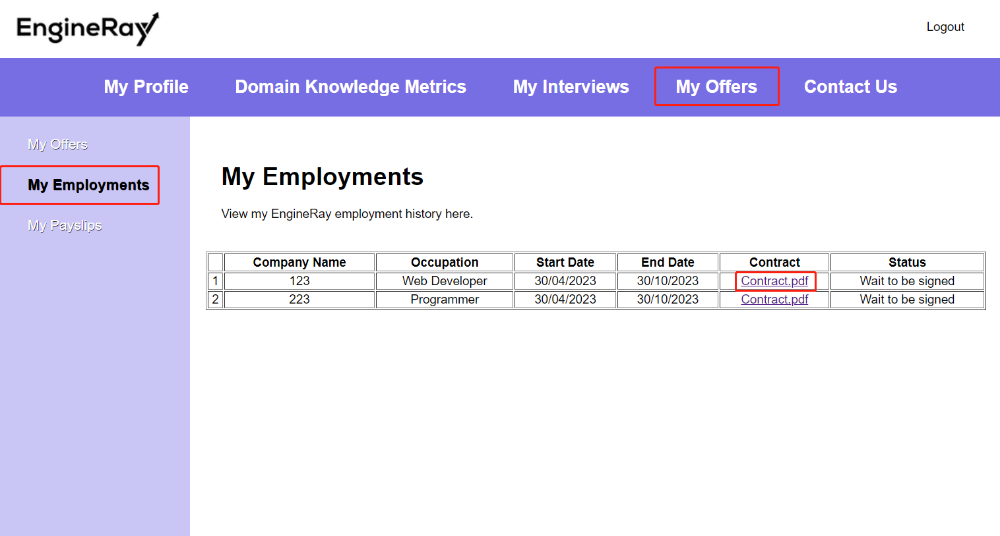 EngineRay
Logout
My Profile Domain Knowledge Metrics My Interviews My Offers Contact Us
My Offers
My Employments
My Payslips
My Employments
View my EngineRay employment history here.
Company Name Occupation Start Date End Date Contract Status
1 123 Web Developer 30/04/2023 30/10/2023 Contract.pdf Wait to be signed
2 223 Programmer 30/04/2023 30/10/2023 Contract.pdf Wait to be signed